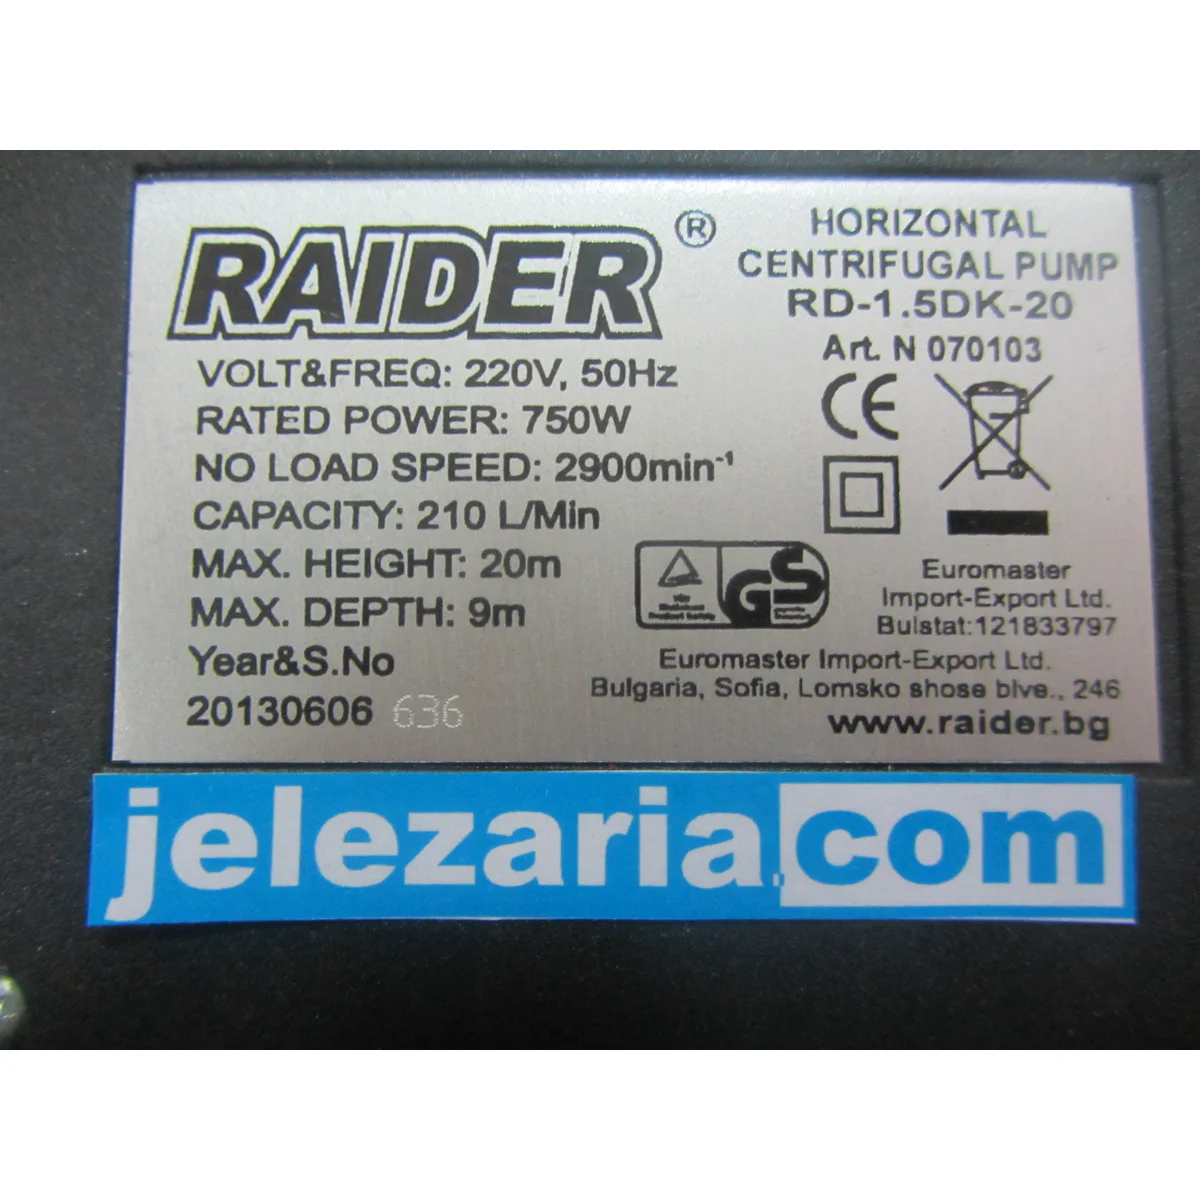 RAIDER ®
HORIZONTAL
CENTRIFUGAL PUMP
RD-1.5DK-20
Art. N 070103
VOLT&FREQ: 220V, 50Hz
RATED POWER: 750W
NO LOAD SPEED: 2900min⁻¹
CAPACITY: 210 L/Min
MAX. HEIGHT: 20m
MAX. DEPTH: 9m
Year&S.No
20130606 636
CE
GS
Euromaster
Import-Export Ltd.
Bulstat:121833797
Euromaster Import-Export Ltd.
Bulgaria, Sofia, Lomsko shose blve., 246
www.raider.bg
jelezaria.com